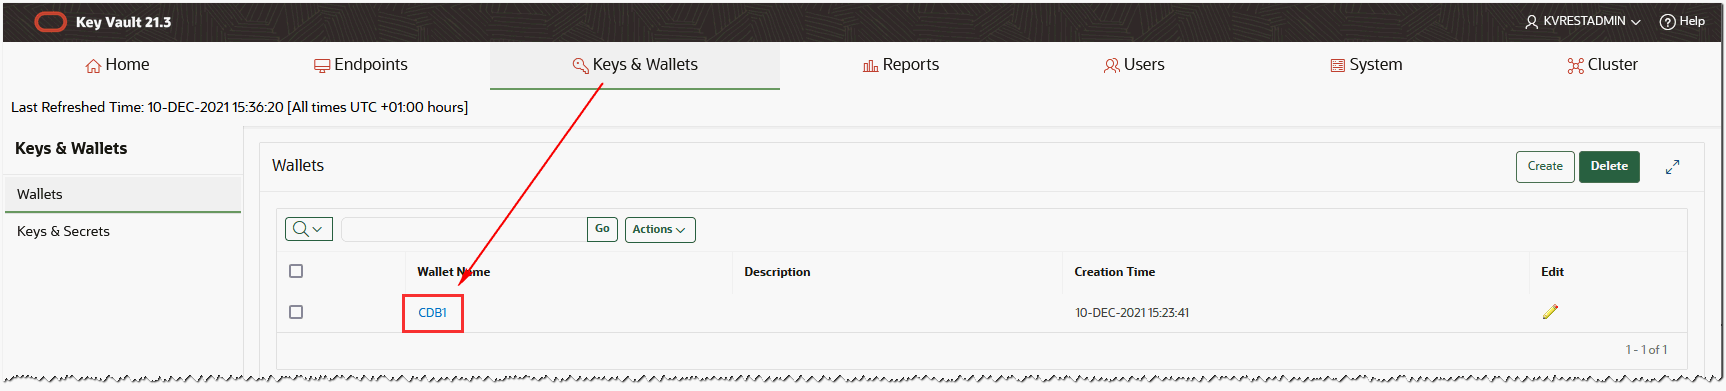 Key Vault 21.3
KVRESTADMIN
Help
Home
Endpoints
Keys & Wallets
Reports
Users
System
Cluster
Last Refreshed Time: 10-DEC-2021 15:36:20 [All times UTC +01:00 hours]
Keys & Wallets
Wallets
Keys & Secrets
Wallets
Create
Delete
Go
Actions
Wallet Name
Description
Creation Time
Edit
CDB1
10-DEC-2021 15:23:41
1 - 1 of 1